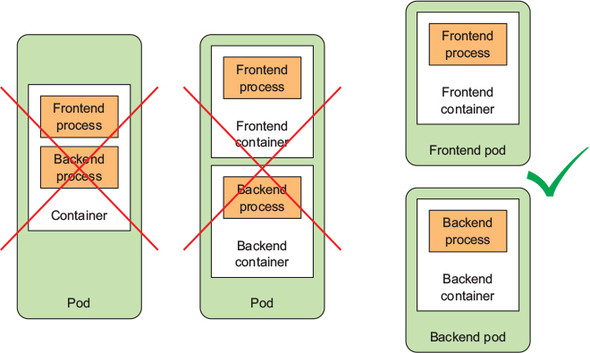 Frontend
process
Backend
process
Container
Pod
Frontend
process
Frontend
container
Backend
process
Backend
container
Pod
Frontend
process
Frontend
container
Frontend pod
Backend
process
Backend
container
Backend pod